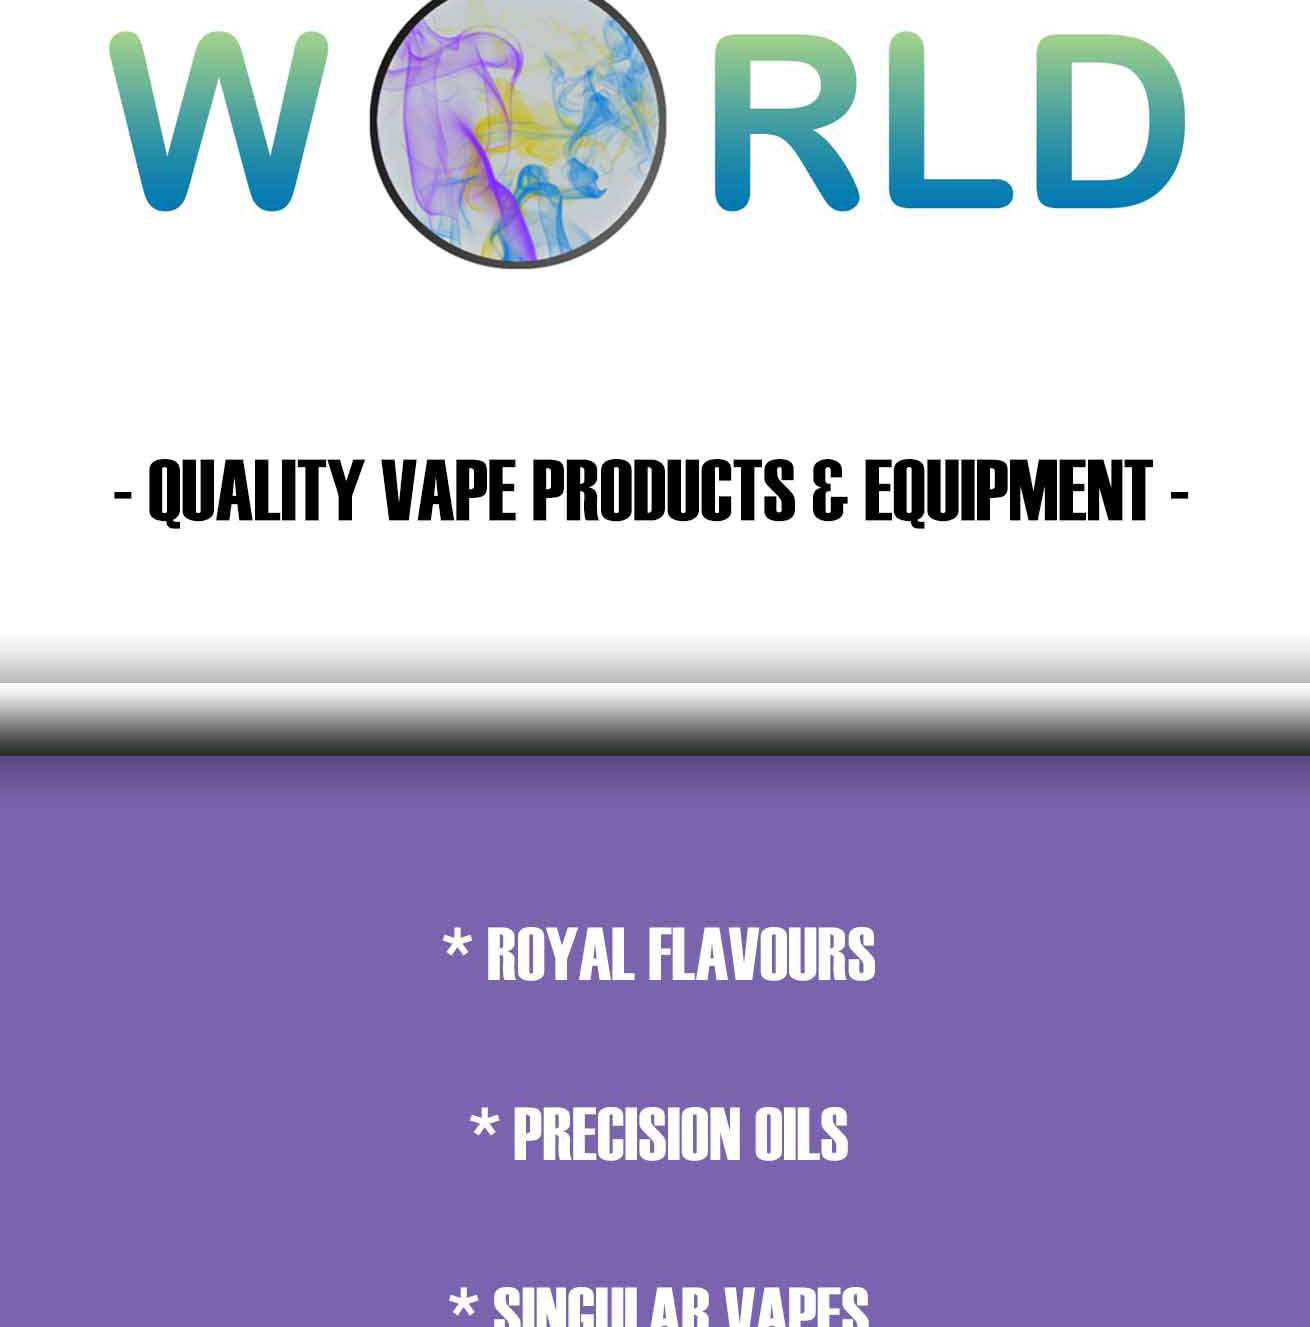 WORLD
- QUALITY VAPE PRODUCTS & EQUIPMENT -
* ROYAL FLAVOURS
* PRECISION OILS
* SINGULAR VAPES